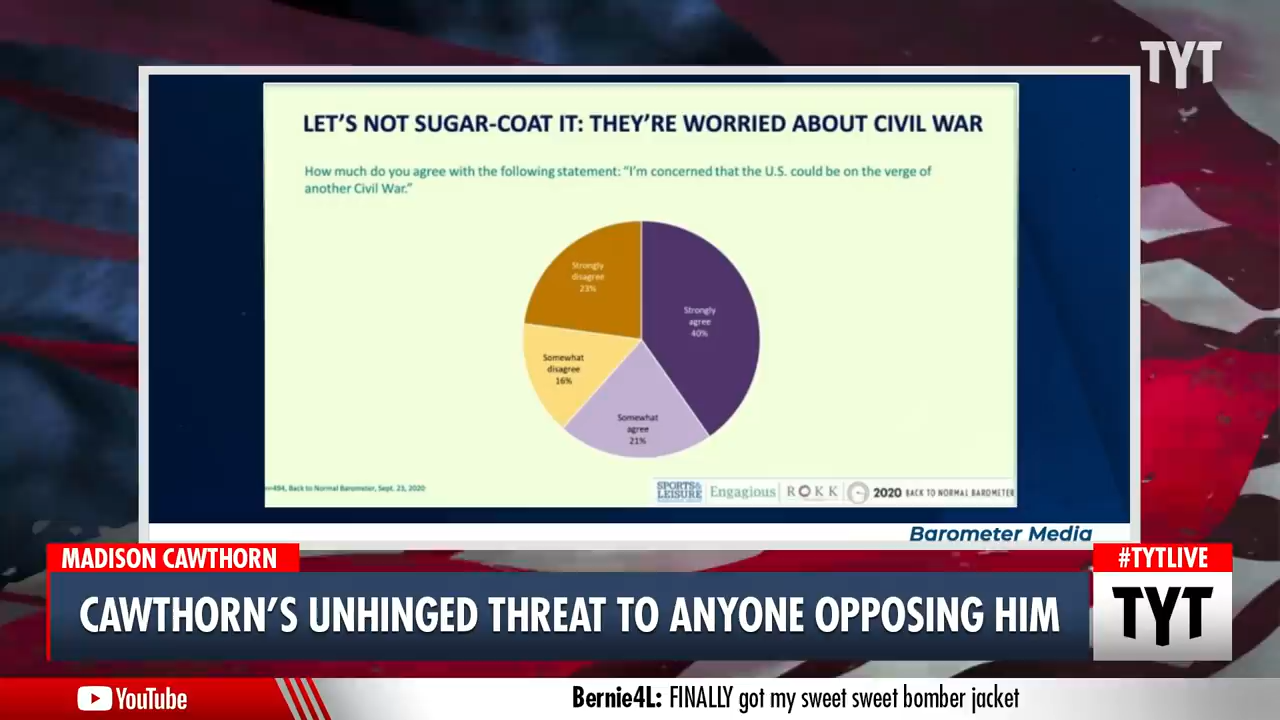 TYT
LET'S NOT SUGAR-COAT IT: THEY'RE WORRIED ABOUT CIVIL WAR
How much do you agree with the following statement: “I'm concerned that the U.S. could be on the verge of
another Civil War.”
Strongly
disagree
23%
Strongly
agree
40%
Somewhat
disagree
16%
Somewhat
agree
21%
n=494, Back to Normal Barometer, Sept. 23, 2020
SPORTS&
LEISURE
Engagious
ROKK
2020 BACK TO NORMAL BAROMETER
Barometer Media
MADISON CAWTHORN
#TYTLIVE
CAWTHORN'S UNHINGED THREAT TO ANYONE OPPOSING HIM
TYT
YouTube
Bernie4L: FINALLY got my sweet sweet bomber jacket